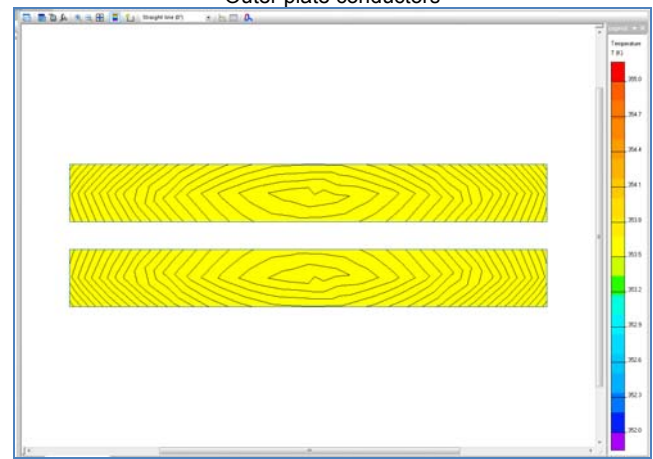 Outer plate conductors
Straight line (0°)
Legend
Temperature
T (K)
355.0
354.7
354.4
354.1
353.8
353.5
353.2
352.9
352.6
352.3
352.0